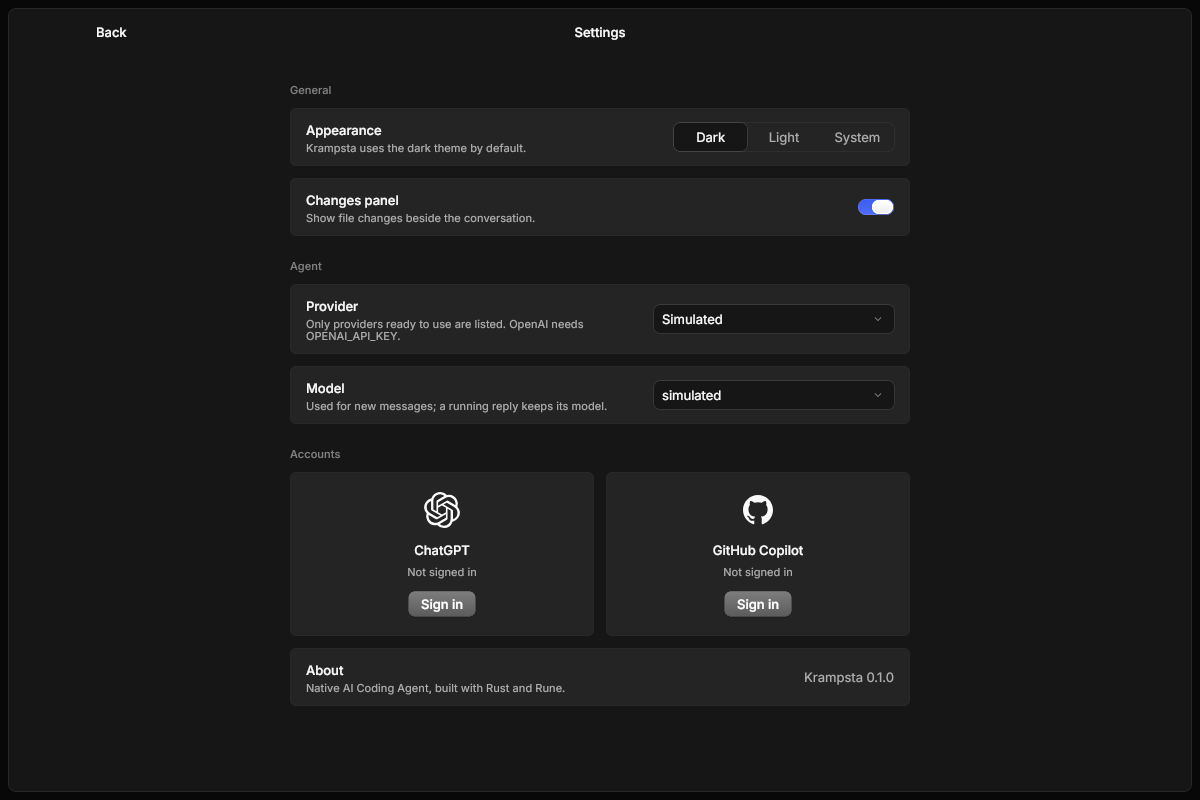 Back
Settings
General
Appearance
Krampsta uses the dark theme by default.
Dark
Light
System
Changes panel
Show file changes beside the conversation.
Agent
Provider
Only providers ready to use are listed. OpenAI needs
OPENAI_API_KEY.
Simulated
Model
Used for new messages; a running reply keeps its model.
simulated
Accounts
ChatGPT
Not signed in
Sign in
GitHub Copilot
Not signed in
Sign in
About
Native AI Coding Agent, built with Rust and Rune.
Krampsta 0.1.0